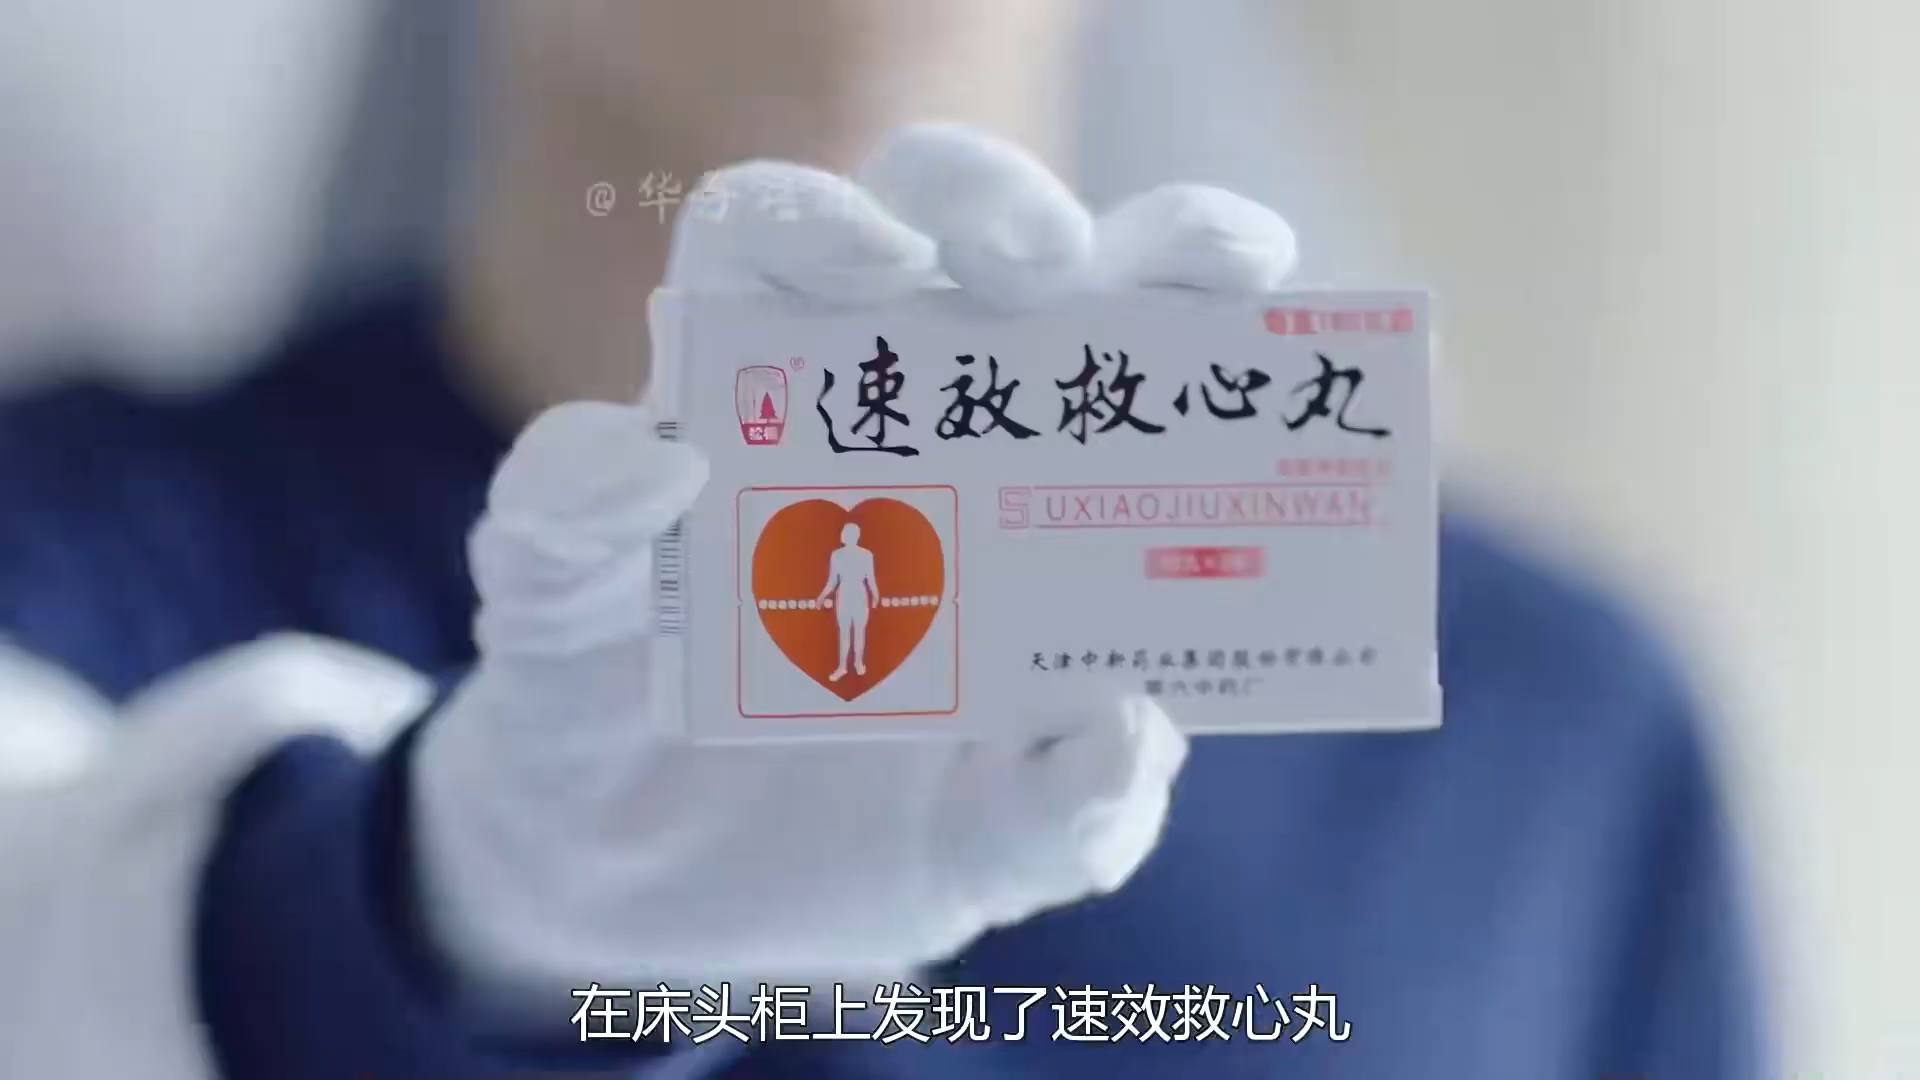 @华
速效救心丸
松栢
SUXIAOJIUXINWAN
天津中新药业集团股份有限公司
第六中药厂
在床头柜上发现了速效救心丸